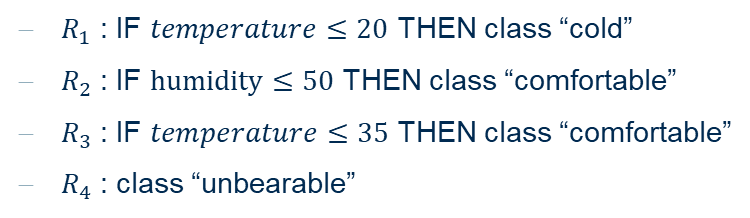 – R₁ : IF temperature ≤ 20 THEN class “cold”
– R₂ : IF humidity ≤ 50 THEN class “comfortable”
– R₃ : IF temperature ≤ 35 THEN class “comfortable”
– R₄ : class “unbearable”